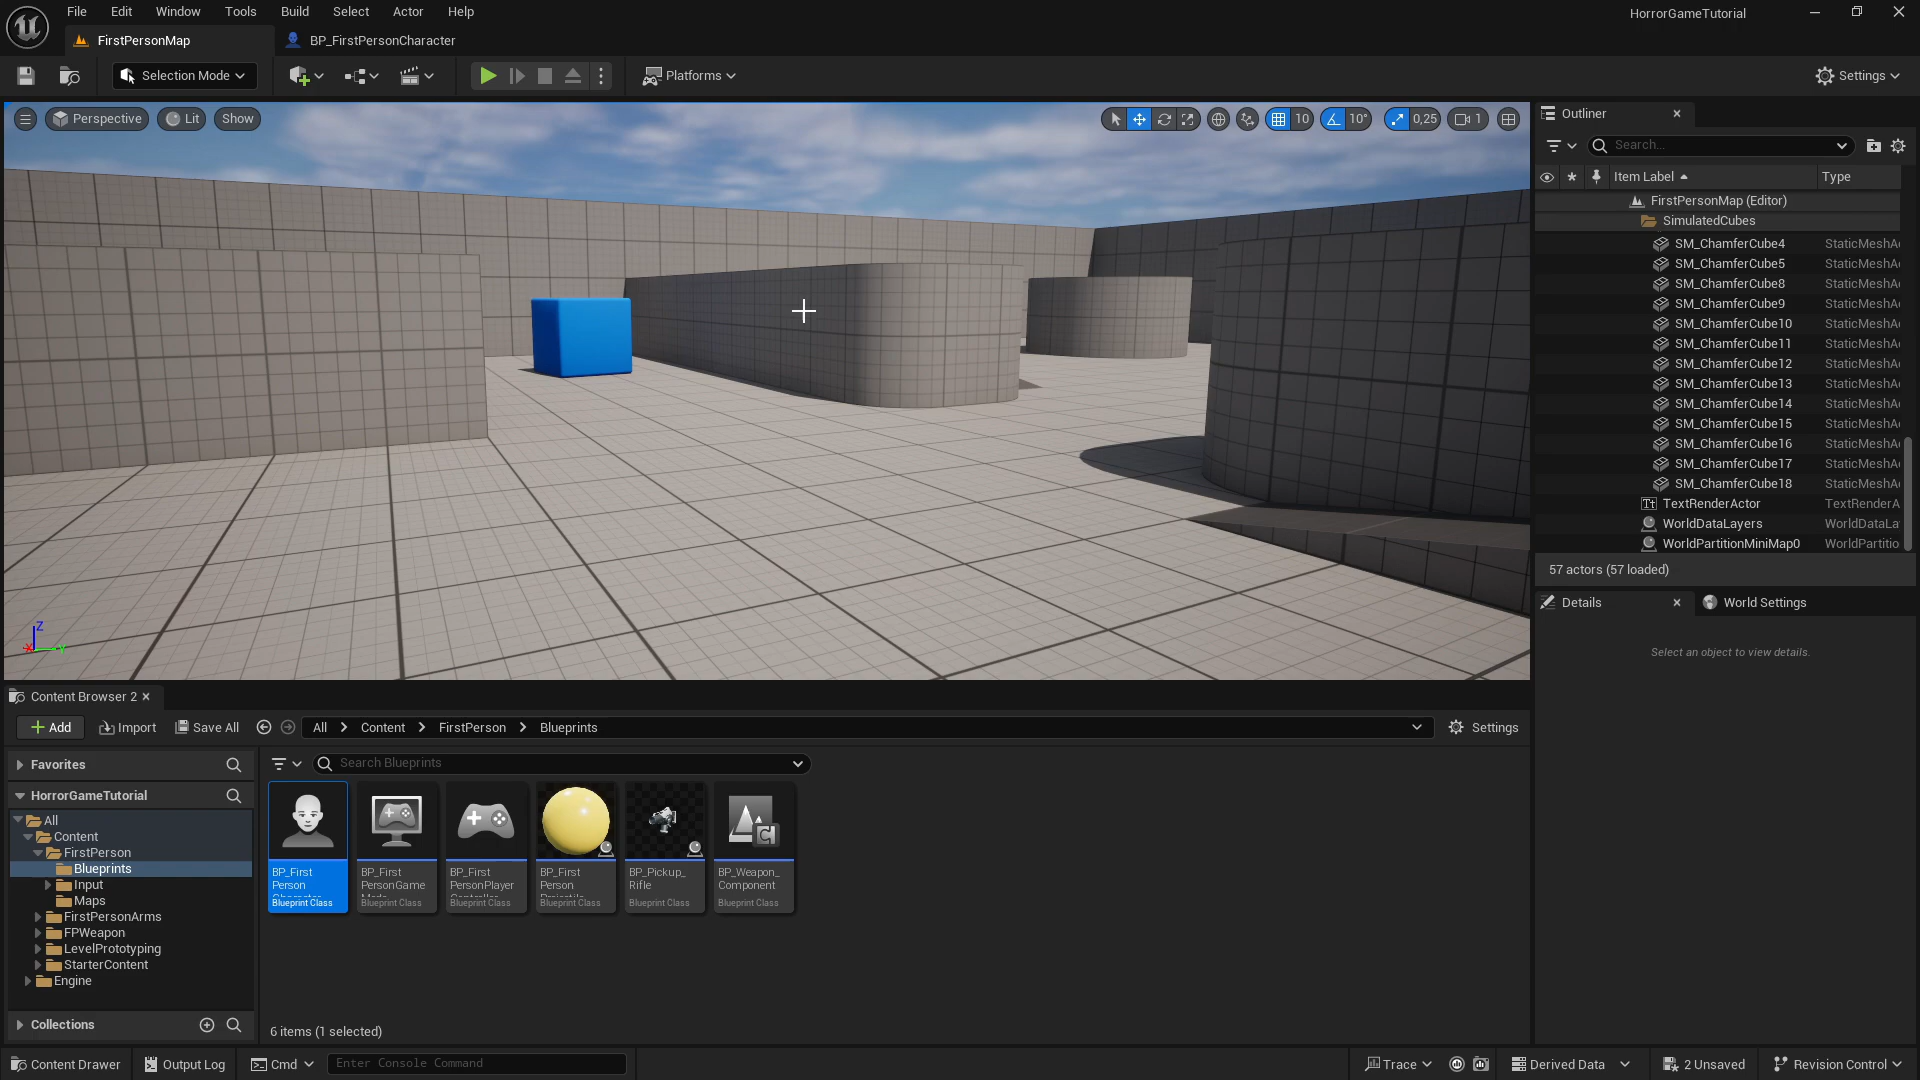 File Edit Window Tools Build Select Actor Help
HorrorGameTutorial
FirstPersonMap
BP_FirstPersonCharacter
Selection Mode
Platforms
Settings
Perspective
Lit
Show
10
10°
0,25
1
Outliner
Search...
Item Label
Type
FirstPersonMap (Editor)
SimulatedCubes
SM_ChamferCube4 StaticMeshA
SM_ChamferCube5 StaticMeshA
SM_ChamferCube8 StaticMeshA
SM_ChamferCube9 StaticMeshA
SM_ChamferCube10 StaticMeshA
SM_ChamferCube11 StaticMeshA
SM_ChamferCube12 StaticMeshA
SM_ChamferCube13 StaticMeshA
SM_ChamferCube14 StaticMeshA
SM_ChamferCube15 StaticMeshA
SM_ChamferCube16 StaticMeshA
SM_ChamferCube17 StaticMeshA
SM_ChamferCube18 StaticMeshA
TextRenderActor TextRenderA
WorldDataLayers WorldDataLa
WorldPartitionMiniMap0 WorldPartitio
57 actors (57 loaded)
Details
World Settings
Select an object to view details.
Z
X
Y
Content Browser 2
Add
Import
Save All
All > Content > FirstPerson > Blueprints
Settings
Favorites
HorrorGameTutorial
All
Content
FirstPerson
Blueprints
Input
Maps
FirstPersonArms
FPWeapon
LevelPrototyping
StarterContent
Engine
Collections
Search Blueprints
BP_First
Person
Blueprint Class
BP_First
PersonGame
Blueprint Class
BP_First
PersonPlayer
Blueprint Class
BP_First
Person
Blueprint Class
BP_Pickup_
Rifle
Blueprint Class
BP_Weapon_
Component
Blueprint Class
6 items (1 selected)
Content Drawer
Output Log
Cmd
Enter Console Command
Trace
Derived Data
2 Unsaved
Revision Control